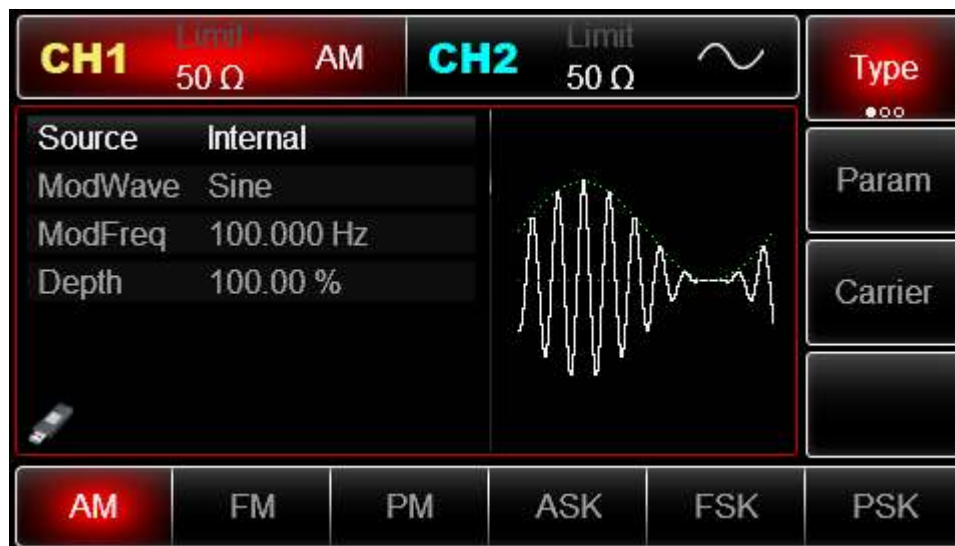 CH1 Limit 50 Ω AM
CH2 Limit 50 Ω
Type
Source Internal
ModWave Sine
ModFreq 100.000 Hz
Depth 100.00 %
Param
Carrier
AM FM PM ASK FSK PSK